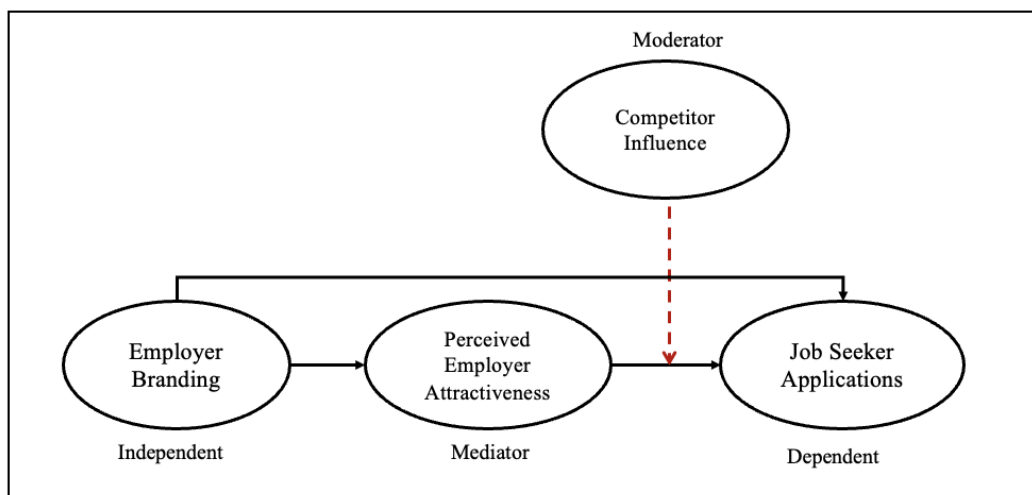 Moderator
Competitor
Influence
Employer
Branding
Perceived
Employer
Attractiveness
Job Seeker
Applications
Independent
Mediator
Dependent